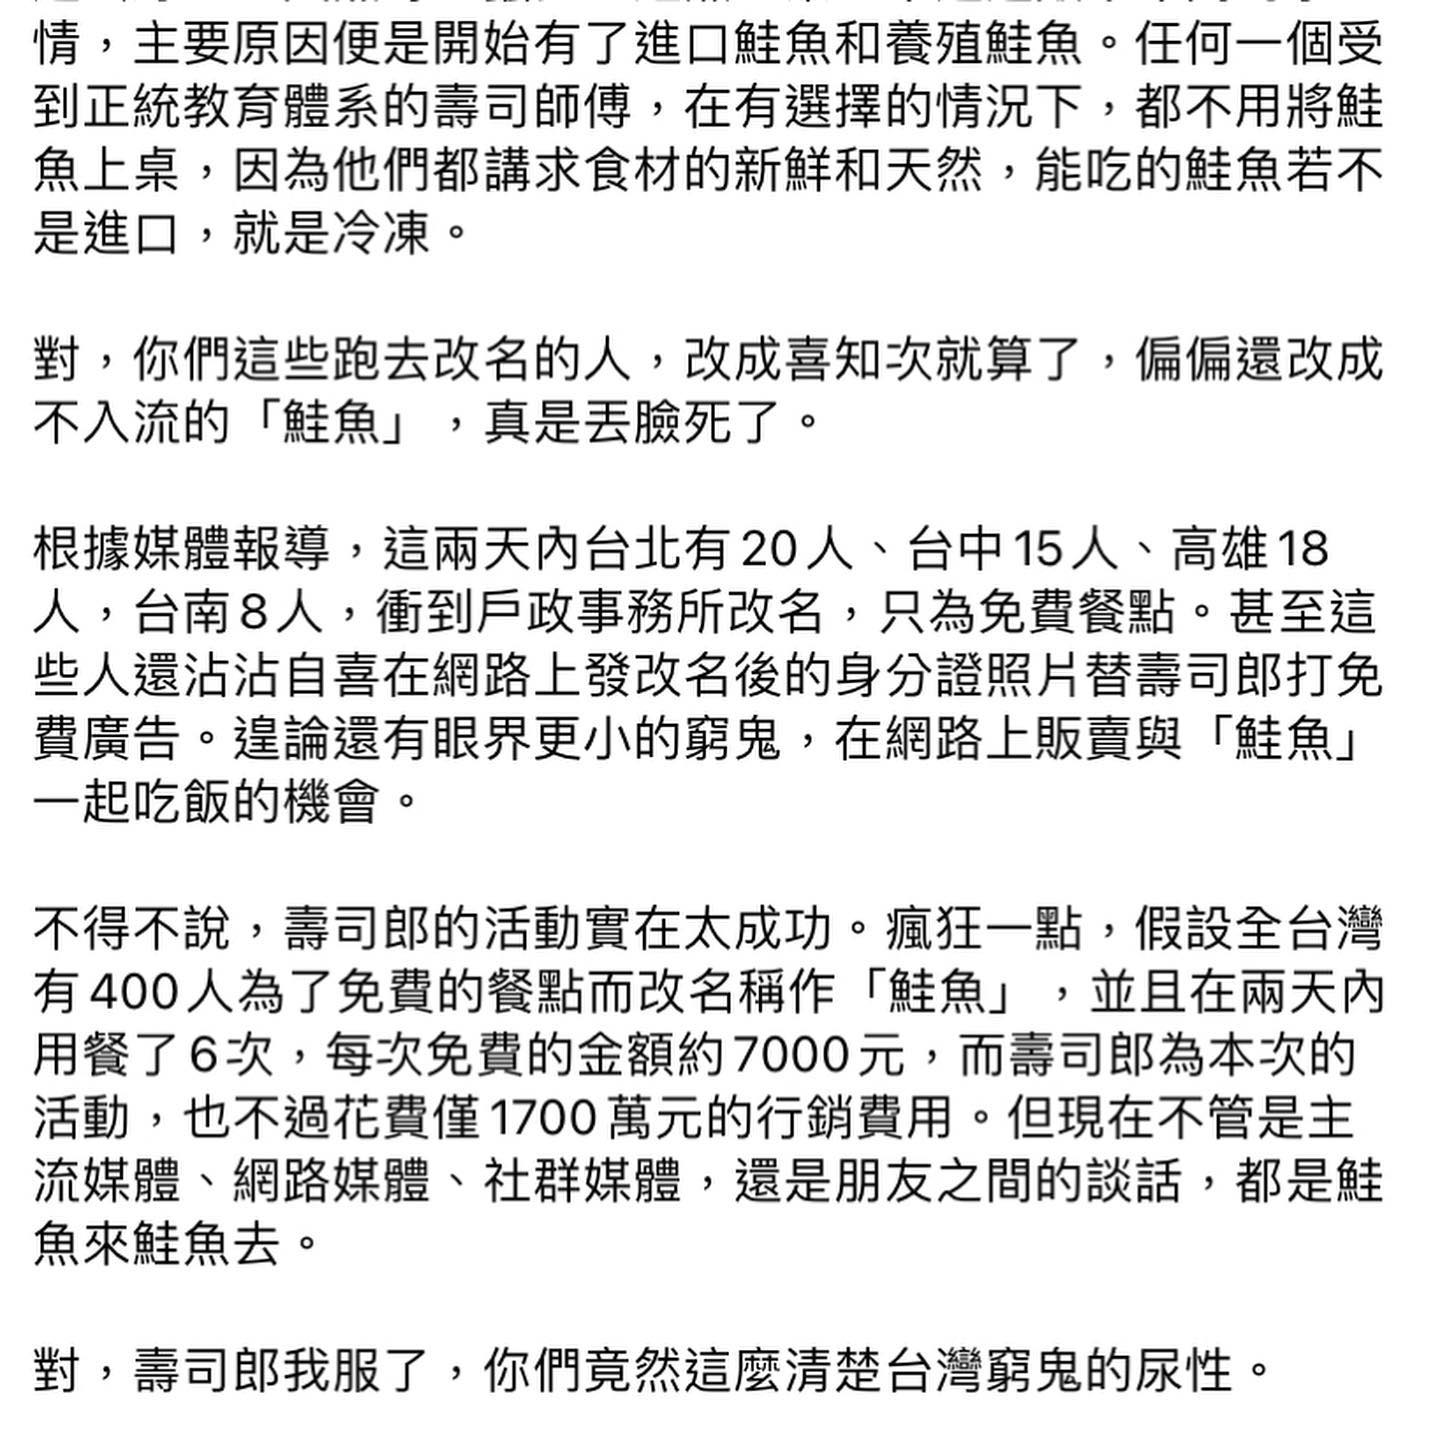 情，主要原因便是開始有了進口鮭魚和養殖鮭魚。任何一個受
到正統教育體系的壽司師傅，在有選擇的情況下，都不用將鮭
魚上桌，因為他們都講求食材的新鮮和天然，能吃的鮭魚若不
是進口，就是冷凍。
對，你們這些跑去改名的人，改成喜知次就算了，偏偏還改成
不入流的「鮭魚」，真是丟臉死了。
根據媒體報導，這兩天內台北有20人、台中15人、高雄18
人，台南8人，衝到戶政事務所改名，只為免費餐點。甚至這
些人還沾沾自喜在網路上發改名後的身分證照片替壽司郎打免
費廣告。遑論還有眼界更小的窮鬼，在網路上販賣與「鮭魚」
一起吃飯的機會。
不得不說，壽司郎的活動實在太成功。瘋狂一點，假設全台灣
有400人為了免費的餐點而改名稱作「鮭魚」，並且在兩天內
用餐了6次，每次免費的金額約7000元，而壽司郎為本次的
活動，也不過花費僅1700萬元的行銷費用。但現在不管是主
流媒體、網路媒體、社群媒體，還是朋友之間的談話，都是鮭
魚來鮭魚去。
對，壽司郎我服了，你們竟然這麼清楚台灣窮鬼的尿性。